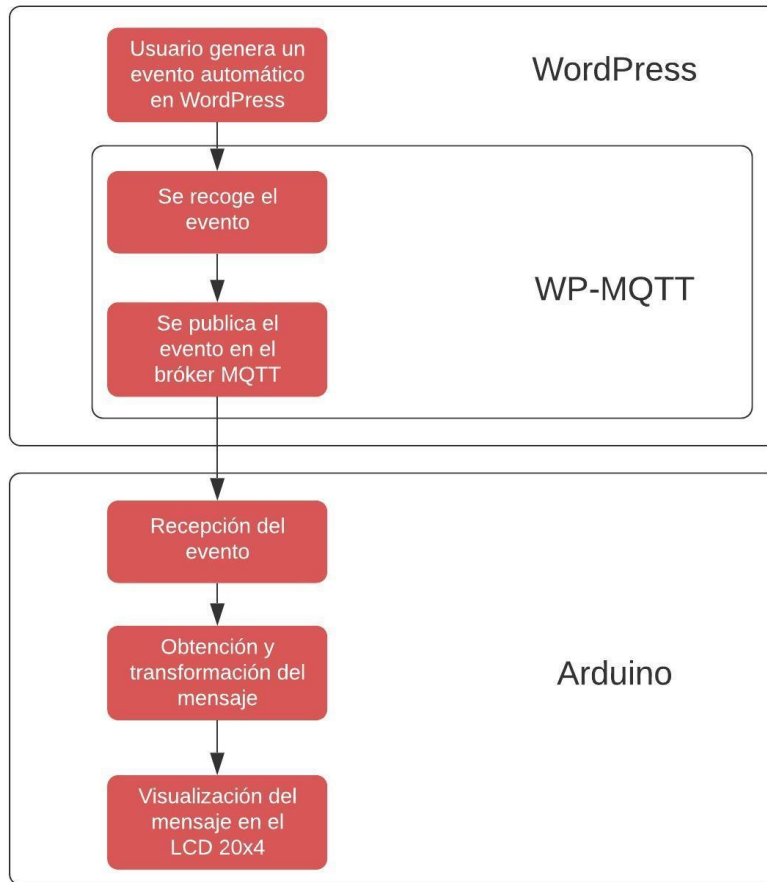 Usuario genera un
evento automático
en WordPress
WordPress
Se recoge el
evento
WP-MQTT
Se publica el
evento en el
bróker MQTT
Recepción del
evento
Obtención y
transformación del
mensaje
Arduino
Visualización del
mensaje en el
LCD 20x4